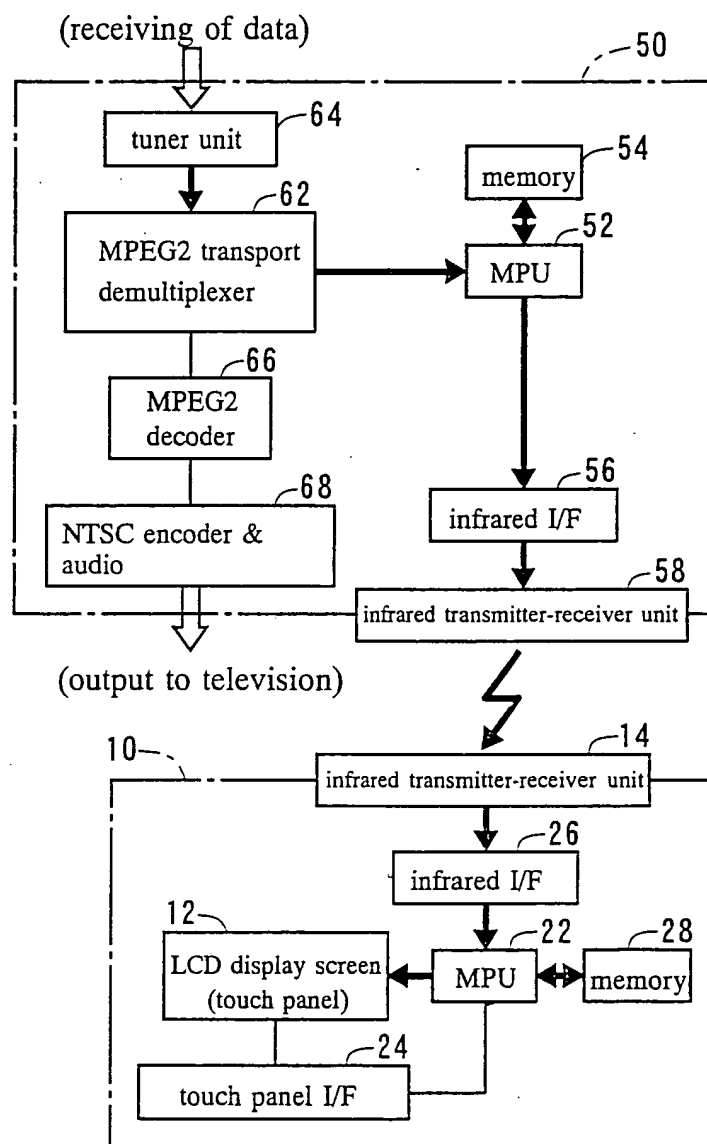 (receiving of data)
50
64
tuner unit
54
memory
62
52
MPEG2 transport
demultiplexer
MPU
66
MPEG2
decoder
56
68
infrared I/F
NTSC encoder &
audio
58
infrared transmitter-receiver unit
(output to television)
10
14
infrared transmitter-receiver unit
26
infrared I/F
12
22
28
LCD display screen
(touch panel)
MPU
memory
24
touch panel I/F